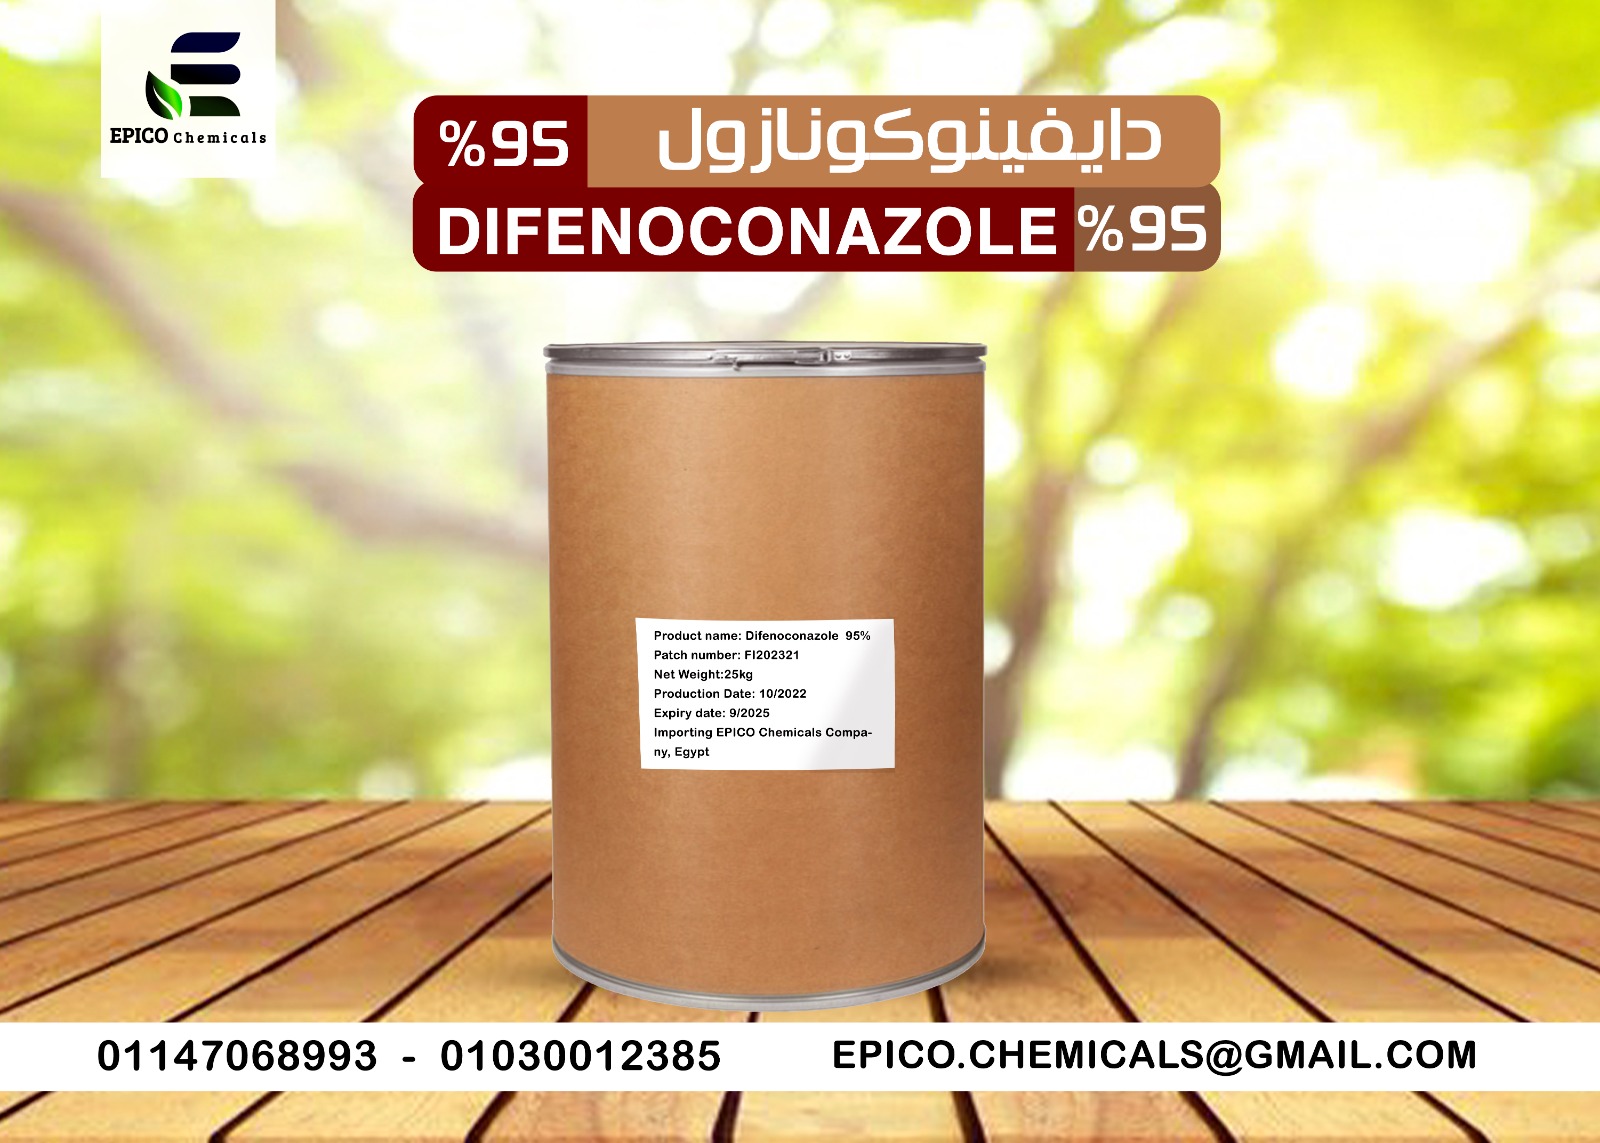 EPICO Chemicals
%95 دايفينوكونازول
DIFENOCONAZOLE %95
Product name: Difenoconazole 95%
Patch number: FI202321
Net Weight:25kg
Production Date: 10/2022
Expiry date: 9/2025
Importing EPICO Chemicals Compa-
ny, Egypt
01147068993 - 01030012385
EPICO.CHEMICALS@GMAIL.COM